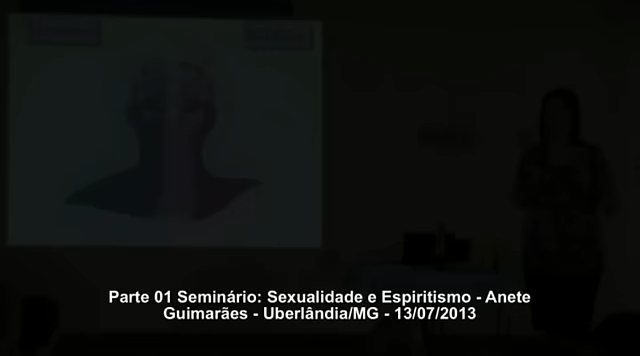 Parte 01 Seminário: Sexualidade e Espiritismo - Anete
Guimarães - Uberlândia/MG - 13/07/2013